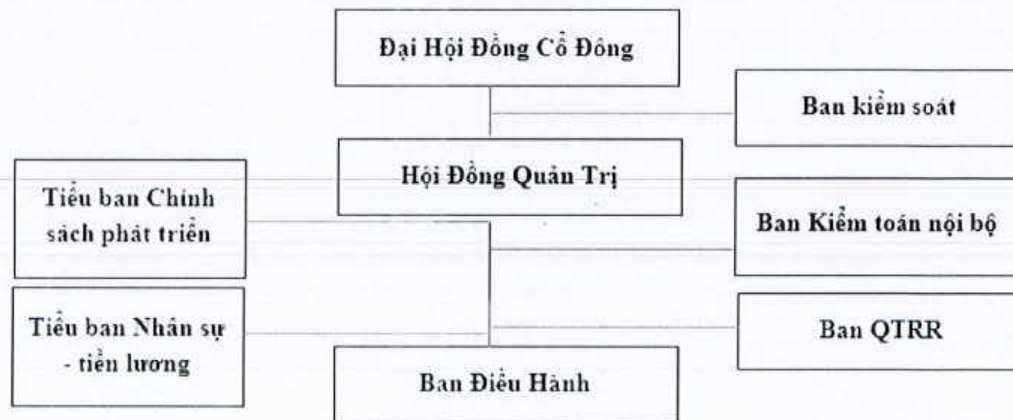 Đại Hội Đồng Cổ Đông
Ban kiểm soát
Hội Đồng Quản Trị
Tiểu ban Chính
sách phát triển
Ban Kiểm toán nội bộ
Tiểu ban Nhân sự
- tiền lương
Ban QTRR
Ban Điều Hành